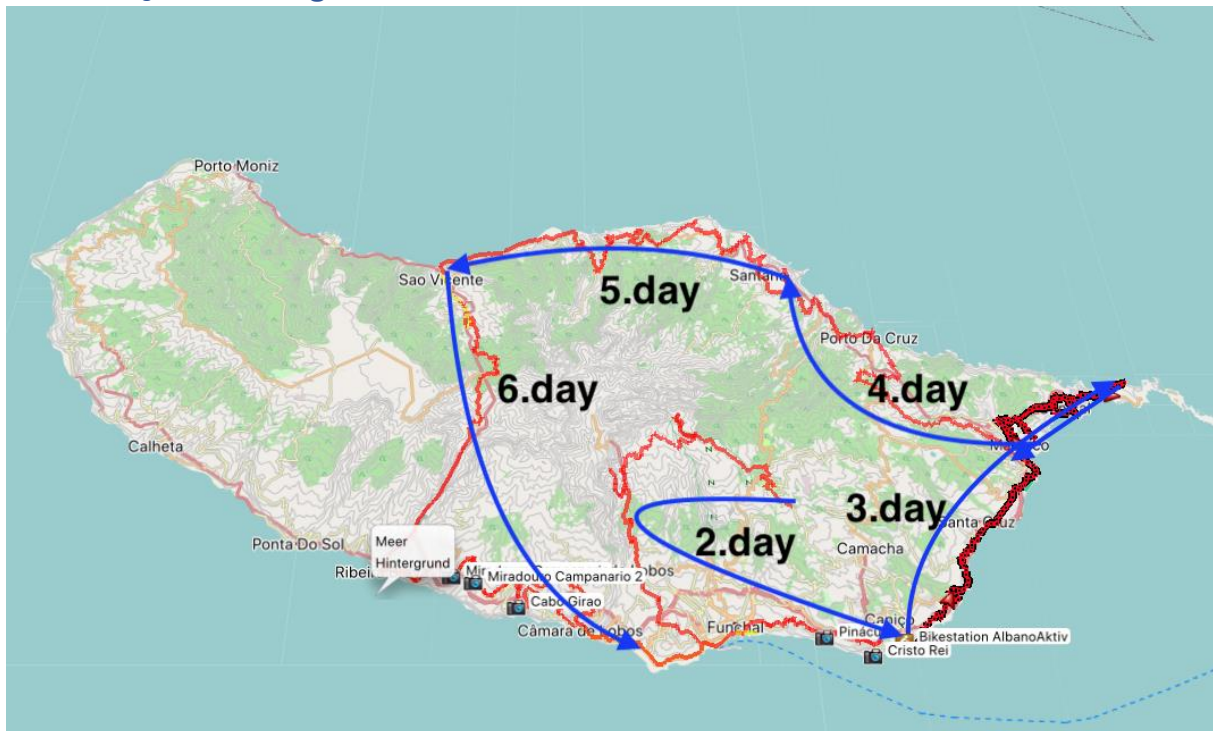 Porto Moniz
Sao Vicente
Santana
5.day
Porto Da Cruz
6.day
4.day
Calheta
3.day
Santa Cruz
2.day
Camacha
Ponta Do Sol
Meer
Hintergrund
Miradouro Campanario 2
Cabo Girao
Câmara de Lobos
Funchal
Caniço
Bikestation AlbanoAktiv
Cristo Rei